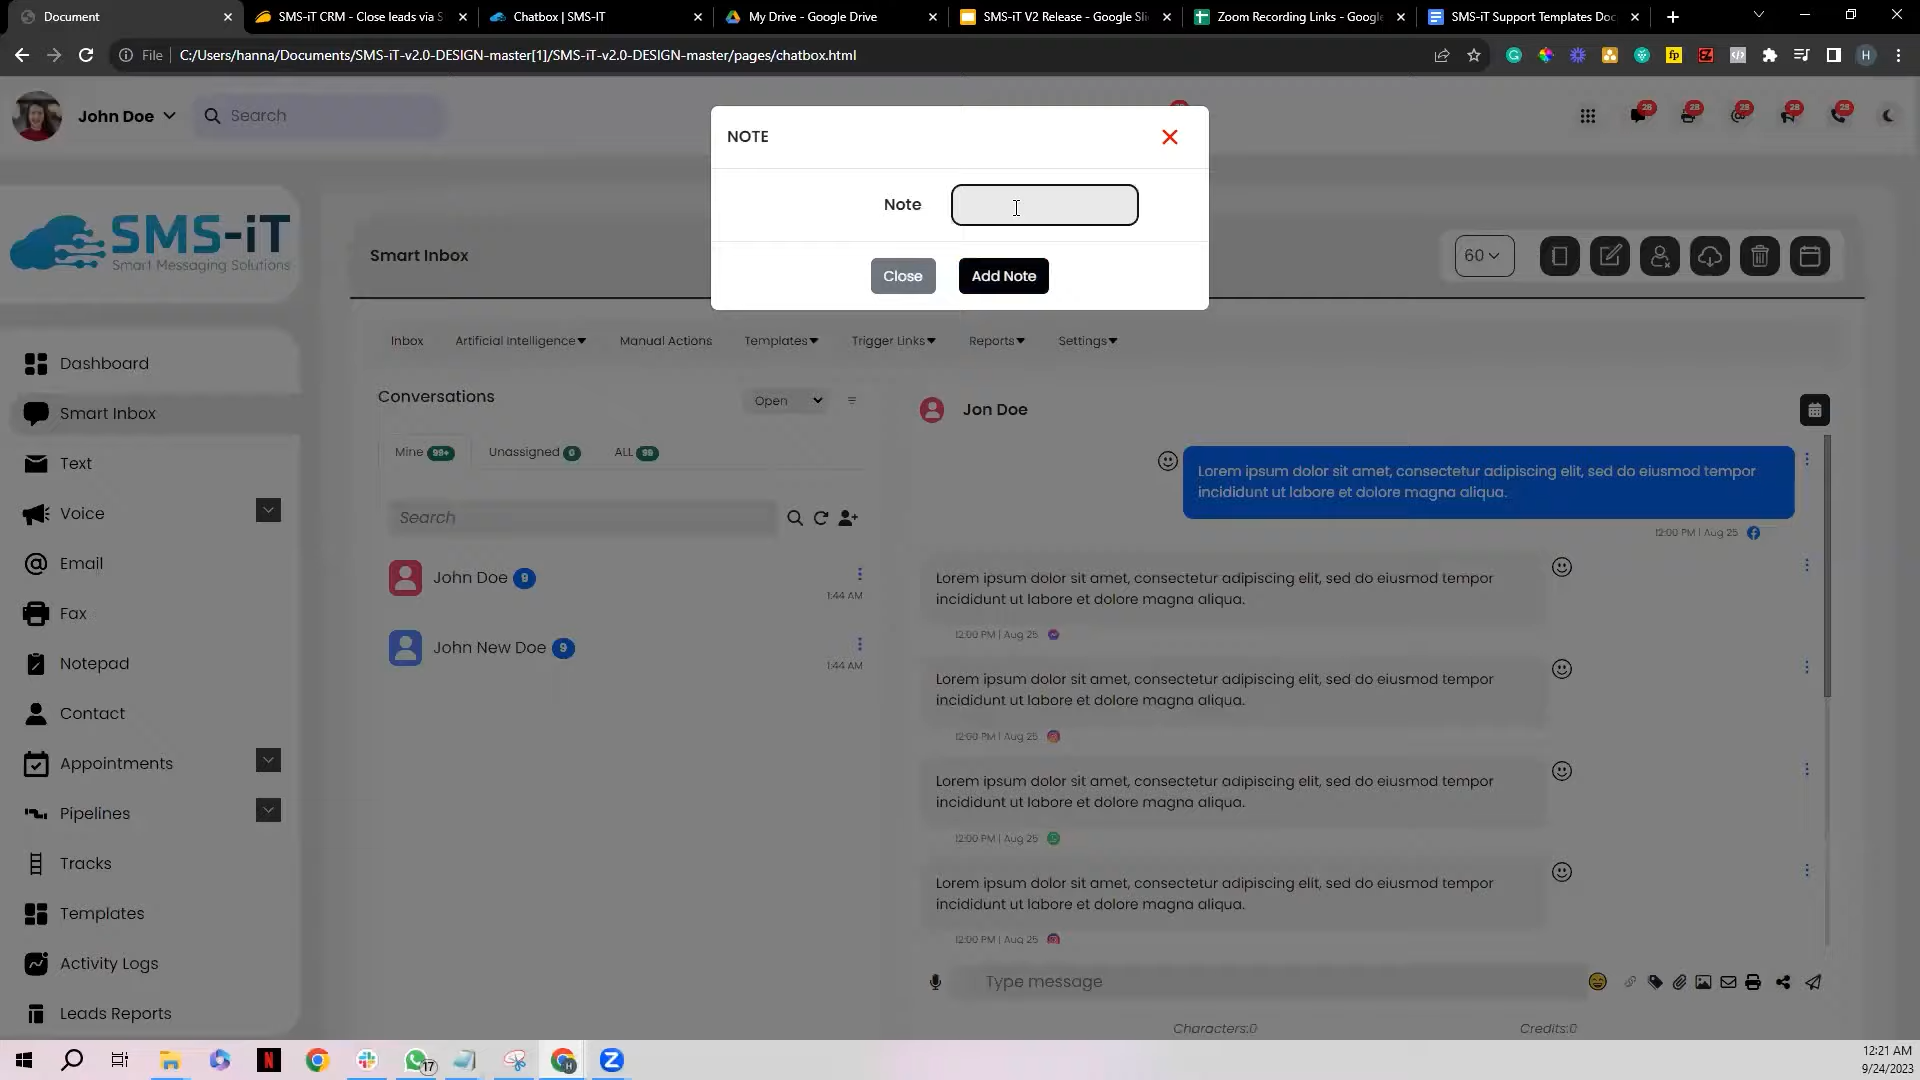 Document
SMS-iT CRM - Close leads via S
Chatbox | SMS-IT
My Drive - Google Drive
SMS-iT V2 Release - Google Sli
Zoom Recording Links - Google
SMS-iT Support Templates Doc
File
C:/Users/hanna/Documents/SMS-iT-v2.0-DESIGN-master[1]/SMS-iT-v2.0-DESIGN-master/pages/chatbox.html
fp
H
John Doe
Search
28
28
28
28
28
NOTE
Note
Close
Add Note
SMS-iT
Smart Messaging Solutions
Smart Inbox
60
Inbox
Artificial Intelligence
Manual Actions
Templates
Trigger Links
Reports
Settings
Dashboard
Smart Inbox
Text
Voice
Email
Fax
Notepad
Contact
Appointments
Pipelines
Tracks
Templates
Activity Logs
Leads Reports
Conversations
Open
Mine 99+
Unassigned 0
ALL 99
Search
John Doe 9
1:44 AM
John New Doe 9
1:44 AM
Jon Doe
Lorem ipsum dolor sit amet, consectetur adipiscing elit, sed do eiusmod tempor
incididunt ut labore et dolore magna aliqua.
12:00 PM | Aug 25
Lorem ipsum dolor sit amet, consectetur adipiscing elit, sed do eiusmod tempor
incididunt ut labore et dolore magna aliqua.
12:00 PM | Aug 25
Lorem ipsum dolor sit amet, consectetur adipiscing elit, sed do eiusmod tempor
incididunt ut labore et dolore magna aliqua.
12:00 PM | Aug 25
Lorem ipsum dolor sit amet, consectetur adipiscing elit, sed do eiusmod tempor
incididunt ut labore et dolore magna aliqua.
12:00 PM | Aug 25
Lorem ipsum dolor sit amet, consectetur adipiscing elit, sed do eiusmod tempor
incididunt ut labore et dolore magna aliqua.
12:00 PM | Aug 25
Type message
Characters:0
Credits:0
17
12:21 AM
9/24/2023